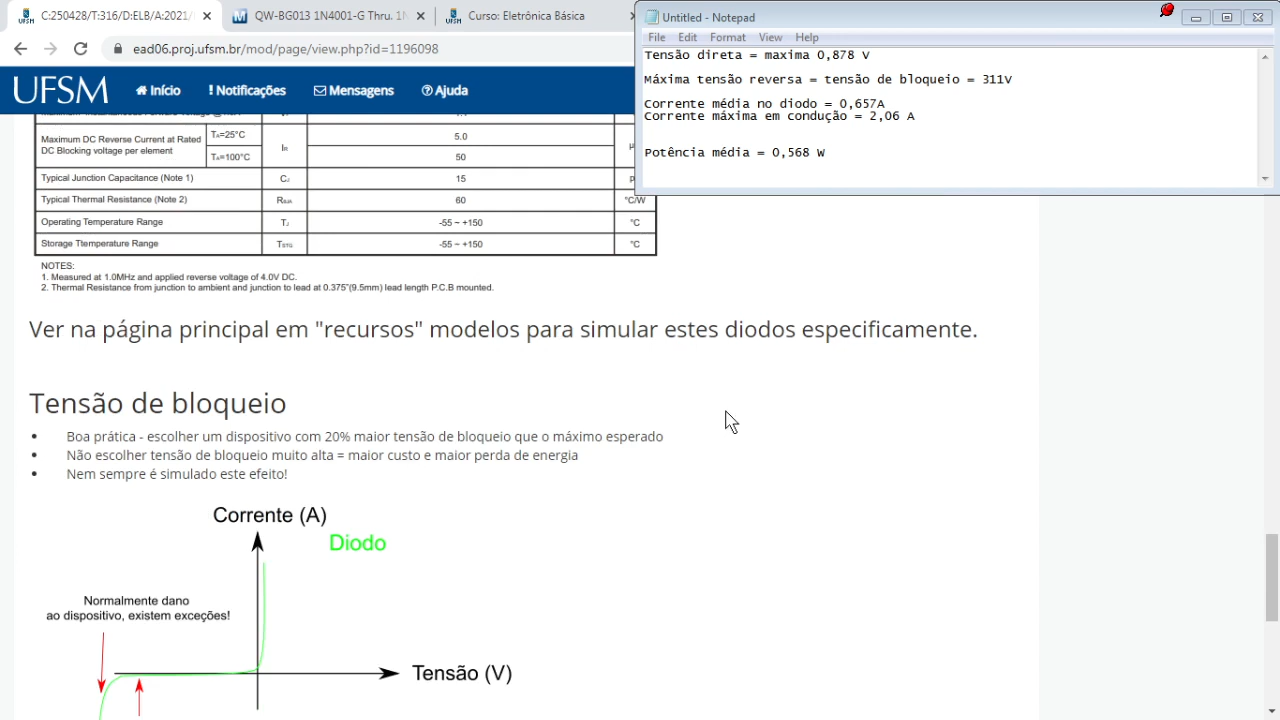 C:250428/T:316/D:ELB/A:2021/
QW-BG013 1N4001-G Thru. 1N
Curso: Eletrônica Básica
ead06.proj.ufsm.br/mod/page/view.php?id=1196098
UFSM
Início
Notificações
Mensagens
Ajuda
Untitled - Notepad
File Edit Format View Help
Tensão direta = maxima 0,878 V
Máxima tensão reversa = tensão de bloqueio = 311V
Corrente média no diodo = 0,657A
Corrente máxima em condução = 2,06 A
Potência média = 0,568 W
Maximum DC Reverse Current at Rated
DC Blocking voltage per element
TA=25°C
5.0
IR
TA=100°C
50
Typical Junction Capacitance (Note 1) CJ 15
Typical Thermal Resistance (Note 2) RθJA 60 °C/W
Operating Temperature Range TJ -55 ~ +150 °C
Storage Ttemperature Range TSTG -55 ~ +150 °C
NOTES:
1. Measured at 1.0MHz and applied reverse voltage of 4.0V DC.
2. Thermal Resistance from junction to ambient and junction to lead at 0.375"(9.5mm) lead length P.C.B mounted.
Ver na página principal em "recursos" modelos para simular estes diodos especificamente.
Tensão de bloqueio
• Boa prática - escolher um dispositivo com 20% maior tensão de bloqueio que o máximo esperado
• Não escolher tensão de bloqueio muito alta = maior custo e maior perda de energia
• Nem sempre é simulado este efeito!
Corrente (A)
Diodo
Normalmente dano
ao dispositivo, existem exceções!
Tensão (V)